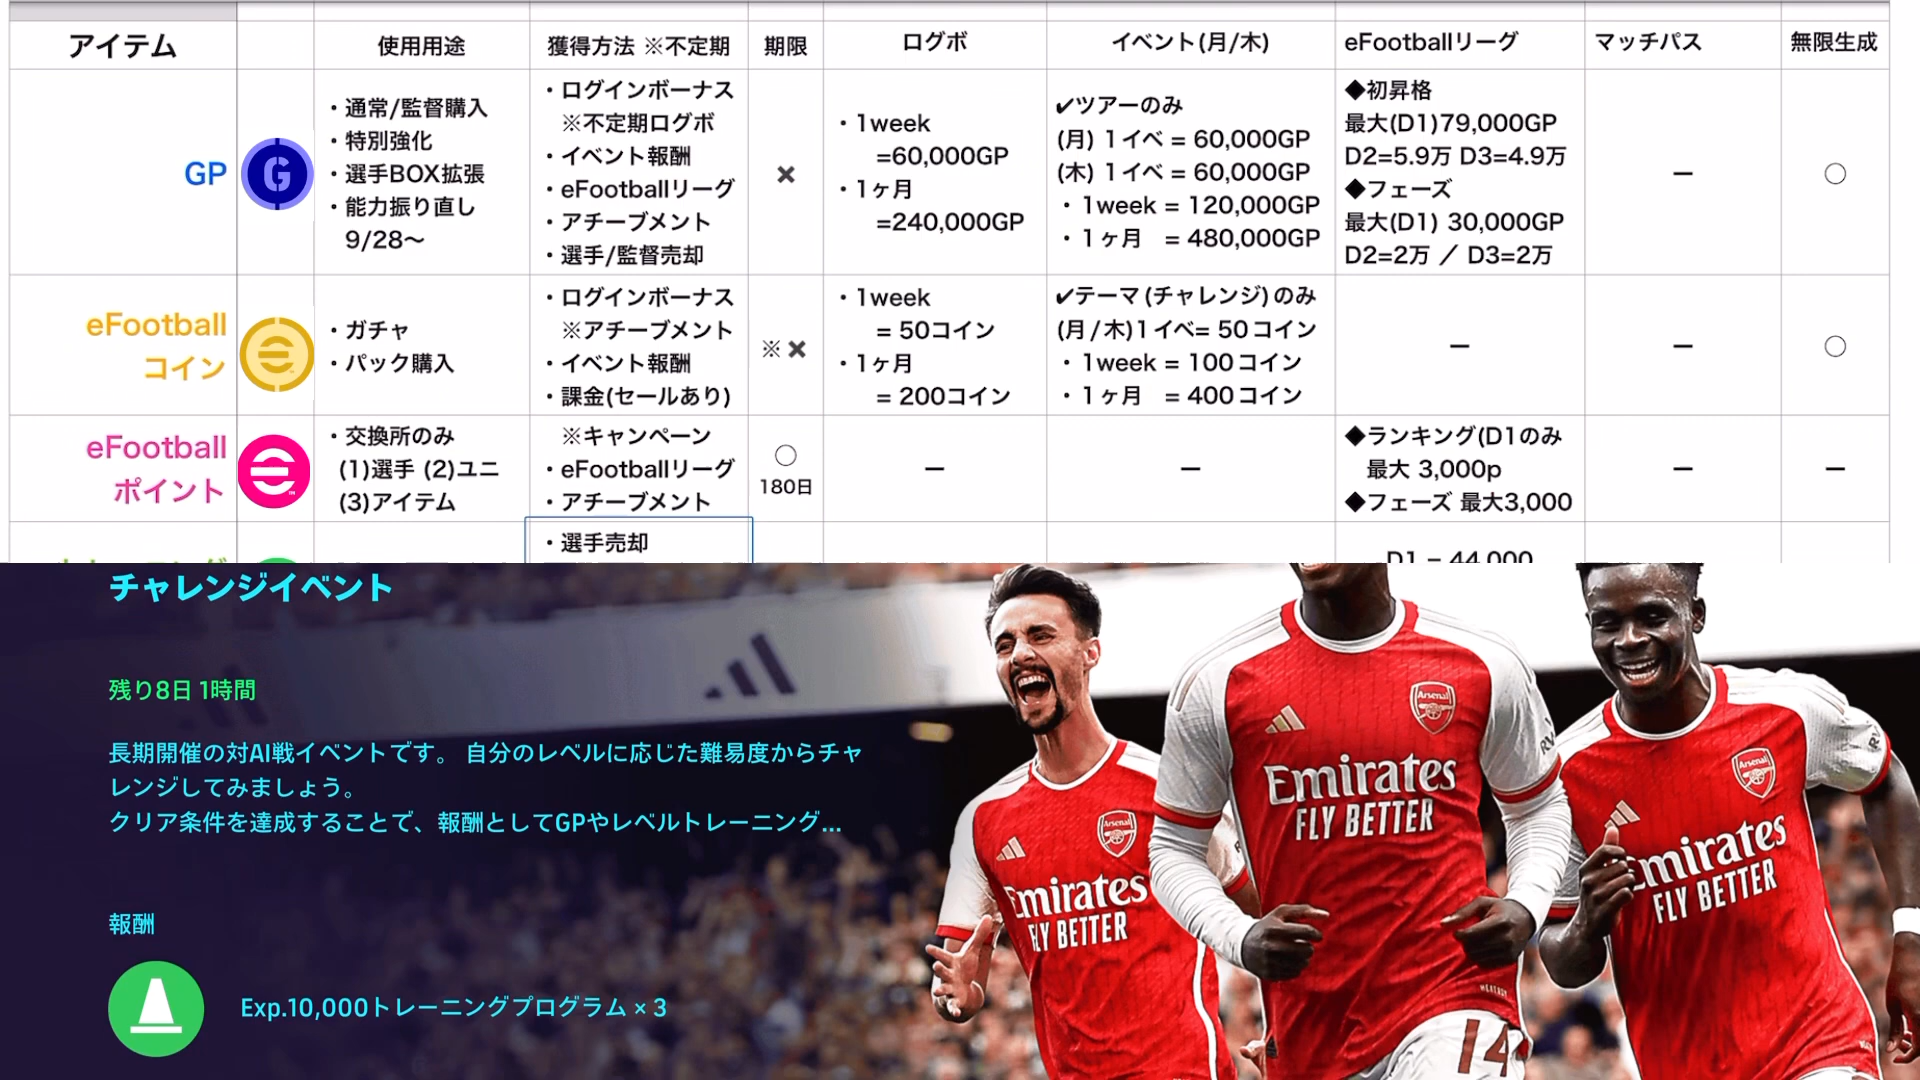 アイテム
使用用途
獲得方法 ※不定期
期限
ログボ
イベント(月/木)
eFootballリーグ
マッチパス
無限生成
GP
G
・通常/監督購入
・特別強化
・選手BOX拡張
・能力振り直し
9/28〜
・ログインボーナス
※不定期ログボ
・イベント報酬
・eFootballリーグ
・アチーブメント
・選手/監督売却
✖
・1week
=60,000GP
・1ヶ月
=240,000GP
✔ツアーのみ
(月) 1イベ = 60,000GP
(木) 1イベ = 60,000GP
・1week = 120,000GP
・1ヶ月 = 480,000GP
◆初昇格
最大(D1)79,000GP
D2=5.9万 D3=4.9万
◆フェーズ
最大(D1) 30,000GP
D2=2万 ／ D3=2万
ー
○
eFootball
コイン
・ガチャ
・パック購入
・ログインボーナス
※アチーブメント
・イベント報酬
・課金(セールあり)
※✖
・1week
= 50コイン
・1ヶ月
= 200コイン
✔テーマ(チャレンジ)のみ
(月/木)1イベ= 50コイン
・1week = 100コイン
・1ヶ月 = 400コイン
ー
ー
○
eFootball
ポイント
・交換所のみ
(1)選手 (2)ユニ
(3)アイテム
※キャンペーン
・eFootballリーグ
・アチーブメント
○
180日
ー
ー
◆ランキング(D1のみ
最大 3,000p
◆フェーズ 最大3,000
ー
ー
・選手売却
D1 = 44,000
チャレンジイベント
残り8日 1時間
長期開催の対AI戦イベントです。 自分のレベルに応じた難易度からチャ
レンジしてみましょう。
クリア条件を達成することで、報酬としてGPやレベルトレーニング...
報酬
Exp.10,000トレーニングプログラム × 3
Arsenal
Emirates
FLY BETTER
Arsenal
Emirates
FLY BETTER
14
Arsenal
Emirates
FLY BETTER